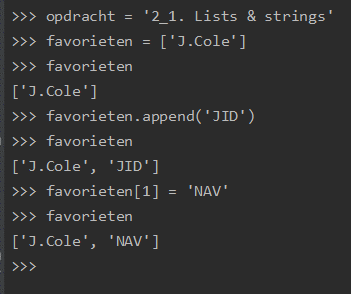 >>> opdracht = '2_1. Lists & strings'
>>> favorieten = ['J.Cole']
>>> favorieten
['J.Cole']
>>> favorieten.append('JID')
>>> favorieten
['J.Cole', 'JID']
>>> favorieten[1] = 'NAV'
>>> favorieten
['J.Cole', 'NAV']
>>>